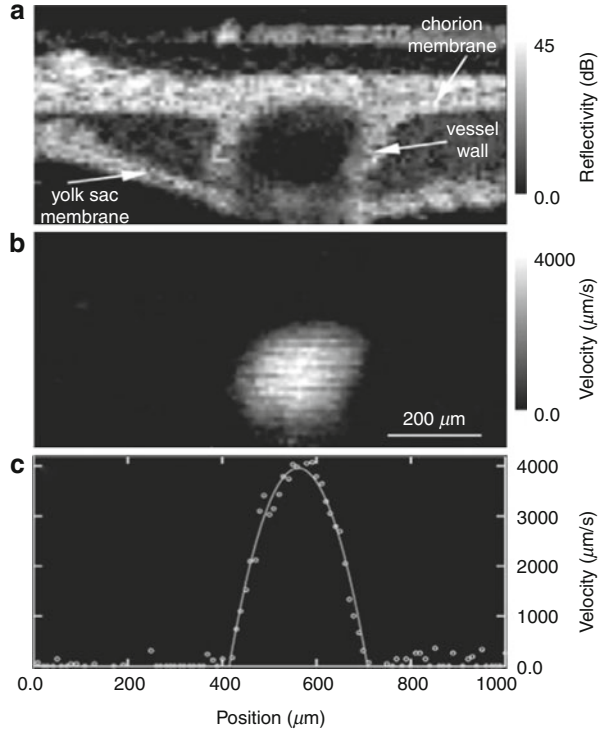 a
chorion
membrane
vessel
wall
yolk sac
membrane
45
0.0
Reflectivity (dB)
b
200 μm
4000
0.0
Velocity (μm/s)
c
4000
3000
2000
1000
0.0
Velocity (μm/s)
0.0 200 400 600 800 1000
Position (μm)